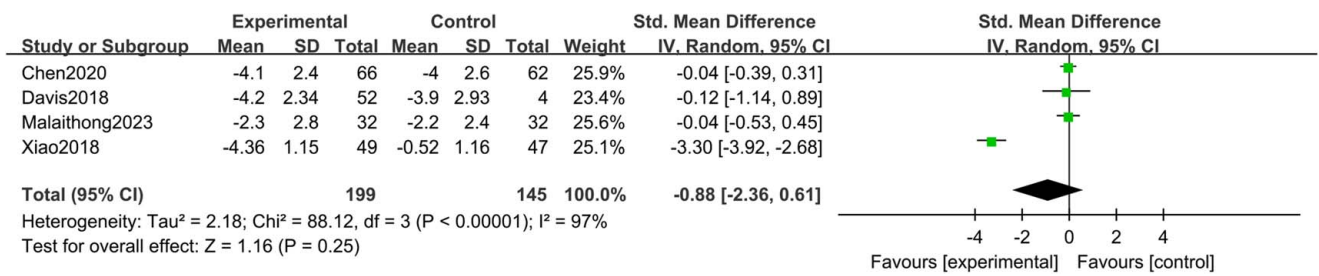 Experimental Control Std. Mean Difference Std. Mean Difference
Study or Subgroup Mean SD Total Mean SD Total Weight IV, Random, 95% CI IV, Random, 95% CI
Chen2020 -4.1 2.4 66 -4 2.6 62 25.9% -0.04 [-0.39, 0.31]
Davis2018 -4.2 2.34 52 -3.9 2.93 4 23.4% -0.12 [-1.14, 0.89]
Malaithong2023 -2.3 2.8 32 -2.2 2.4 32 25.6% -0.04 [-0.53, 0.45]
Xiao2018 -4.36 1.15 49 -0.52 1.16 47 25.1% -3.30 [-3.92, -2.68]
Total (95% CI) 199 145 100.0% -0.88 [-2.36, 0.61]
Heterogeneity: Tau² = 2.18; Chi² = 88.12, df = 3 (P < 0.00001); I² = 97%
Test for overall effect: Z = 1.16 (P = 0.25)
-4 -2 0 2 4
Favours [experimental] Favours [control]